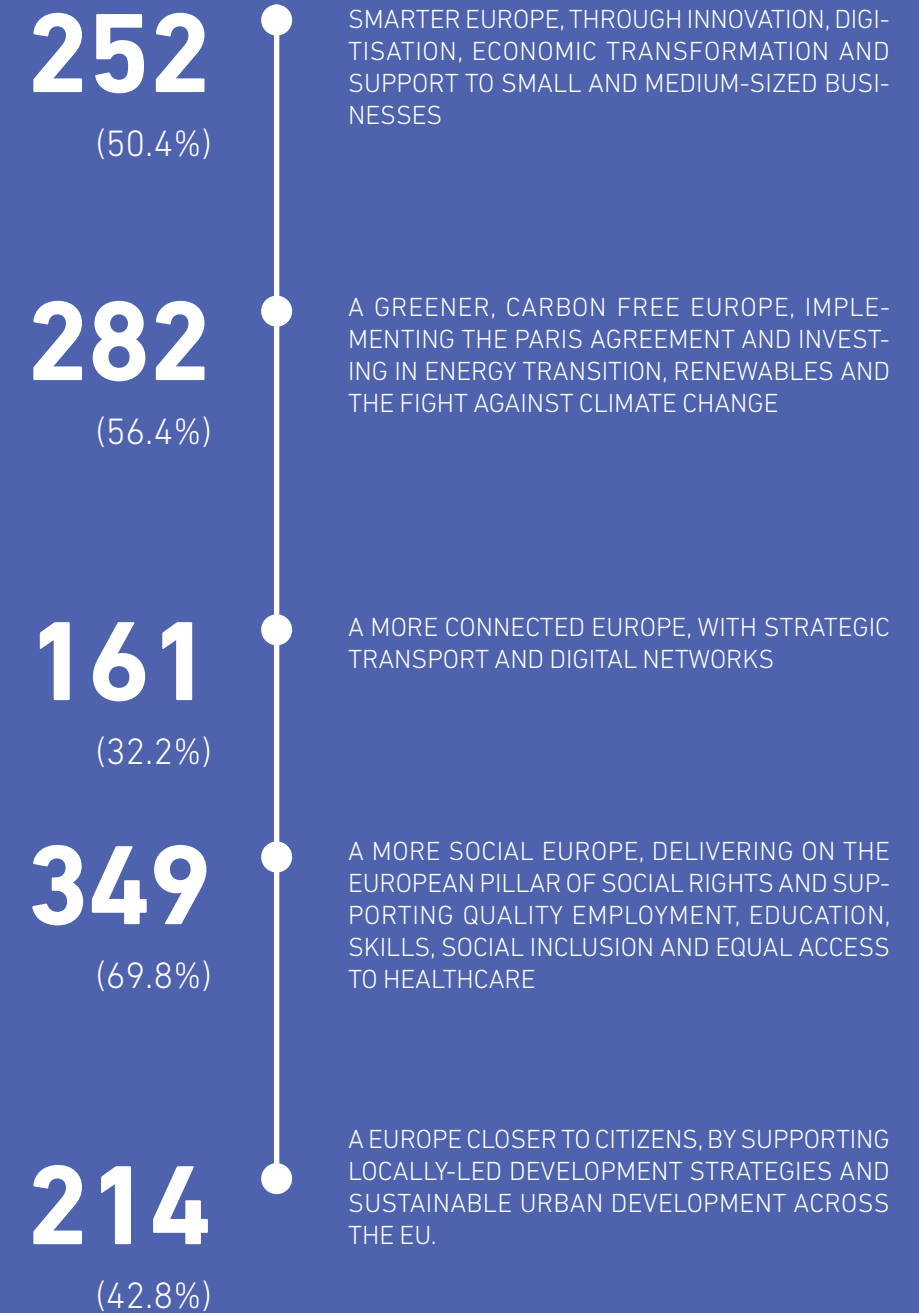 252
(50.4%)
SMARTER EUROPE, THROUGH INNOVATION, DIGI-
TISATION, ECONOMIC TRANSFORMATION AND
SUPPORT TO SMALL AND MEDIUM-SIZED BUSI-
NESSES
282
(56.4%)
A GREENER, CARBON FREE EUROPE, IMPLE-
MENTING THE PARIS AGREEMENT AND INVEST-
ING IN ENERGY TRANSITION, RENEWABLES AND
THE FIGHT AGAINST CLIMATE CHANGE
161
(32.2%)
A MORE CONNECTED EUROPE, WITH STRATEGIC
TRANSPORT AND DIGITAL NETWORKS
349
(69.8%)
A MORE SOCIAL EUROPE, DELIVERING ON THE
EUROPEAN PILLAR OF SOCIAL RIGHTS AND SUP-
PORTING QUALITY EMPLOYMENT, EDUCATION,
SKILLS, SOCIAL INCLUSION AND EQUAL ACCESS
TO HEALTHCARE
214
(42.8%)
A EUROPE CLOSER TO CITIZENS, BY SUPPORTING
LOCALLY-LED DEVELOPMENT STRATEGIES AND
SUSTAINABLE URBAN DEVELOPMENT ACROSS
THE EU.